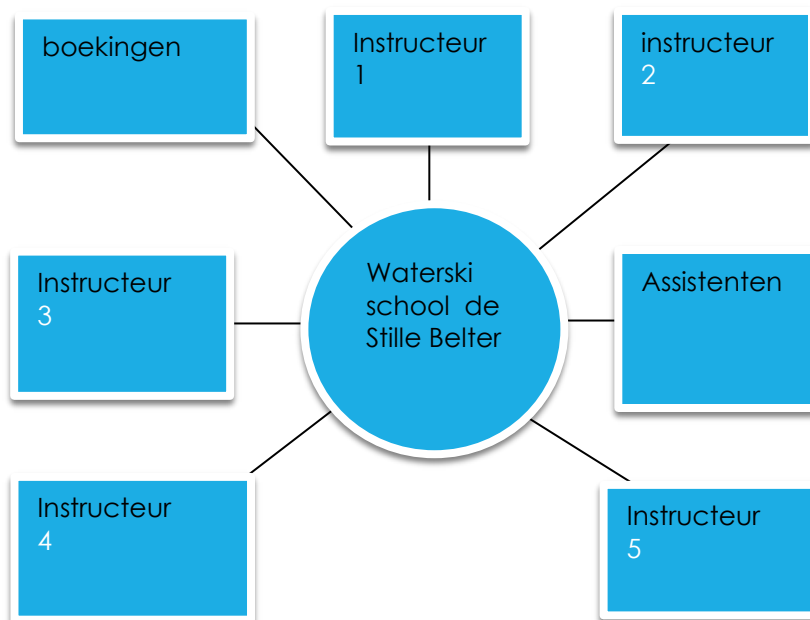 boekingen
Instructeur
1
instructeur
2
Waterski
school de
Stille Belter
Instructeur
3
Assistenten
Instructeur
4
Instructeur
5